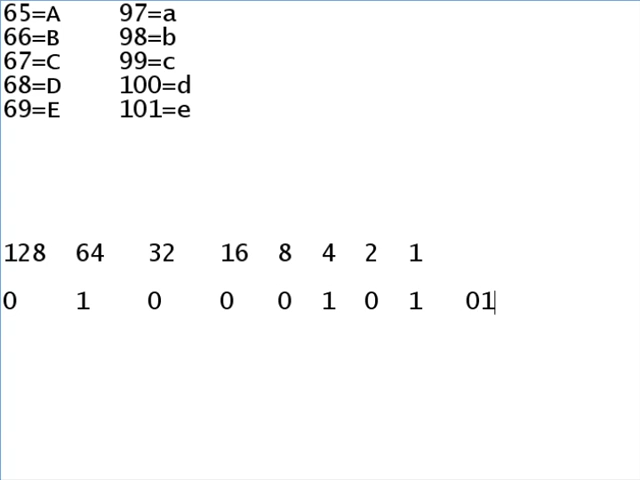 65=A 97=a
66=B 98=b
67=C 99=c
68=D 100=d
69=E 101=e
128 64 32 16 8 4 2 1
0 1 0 0 0 1 0 1 01